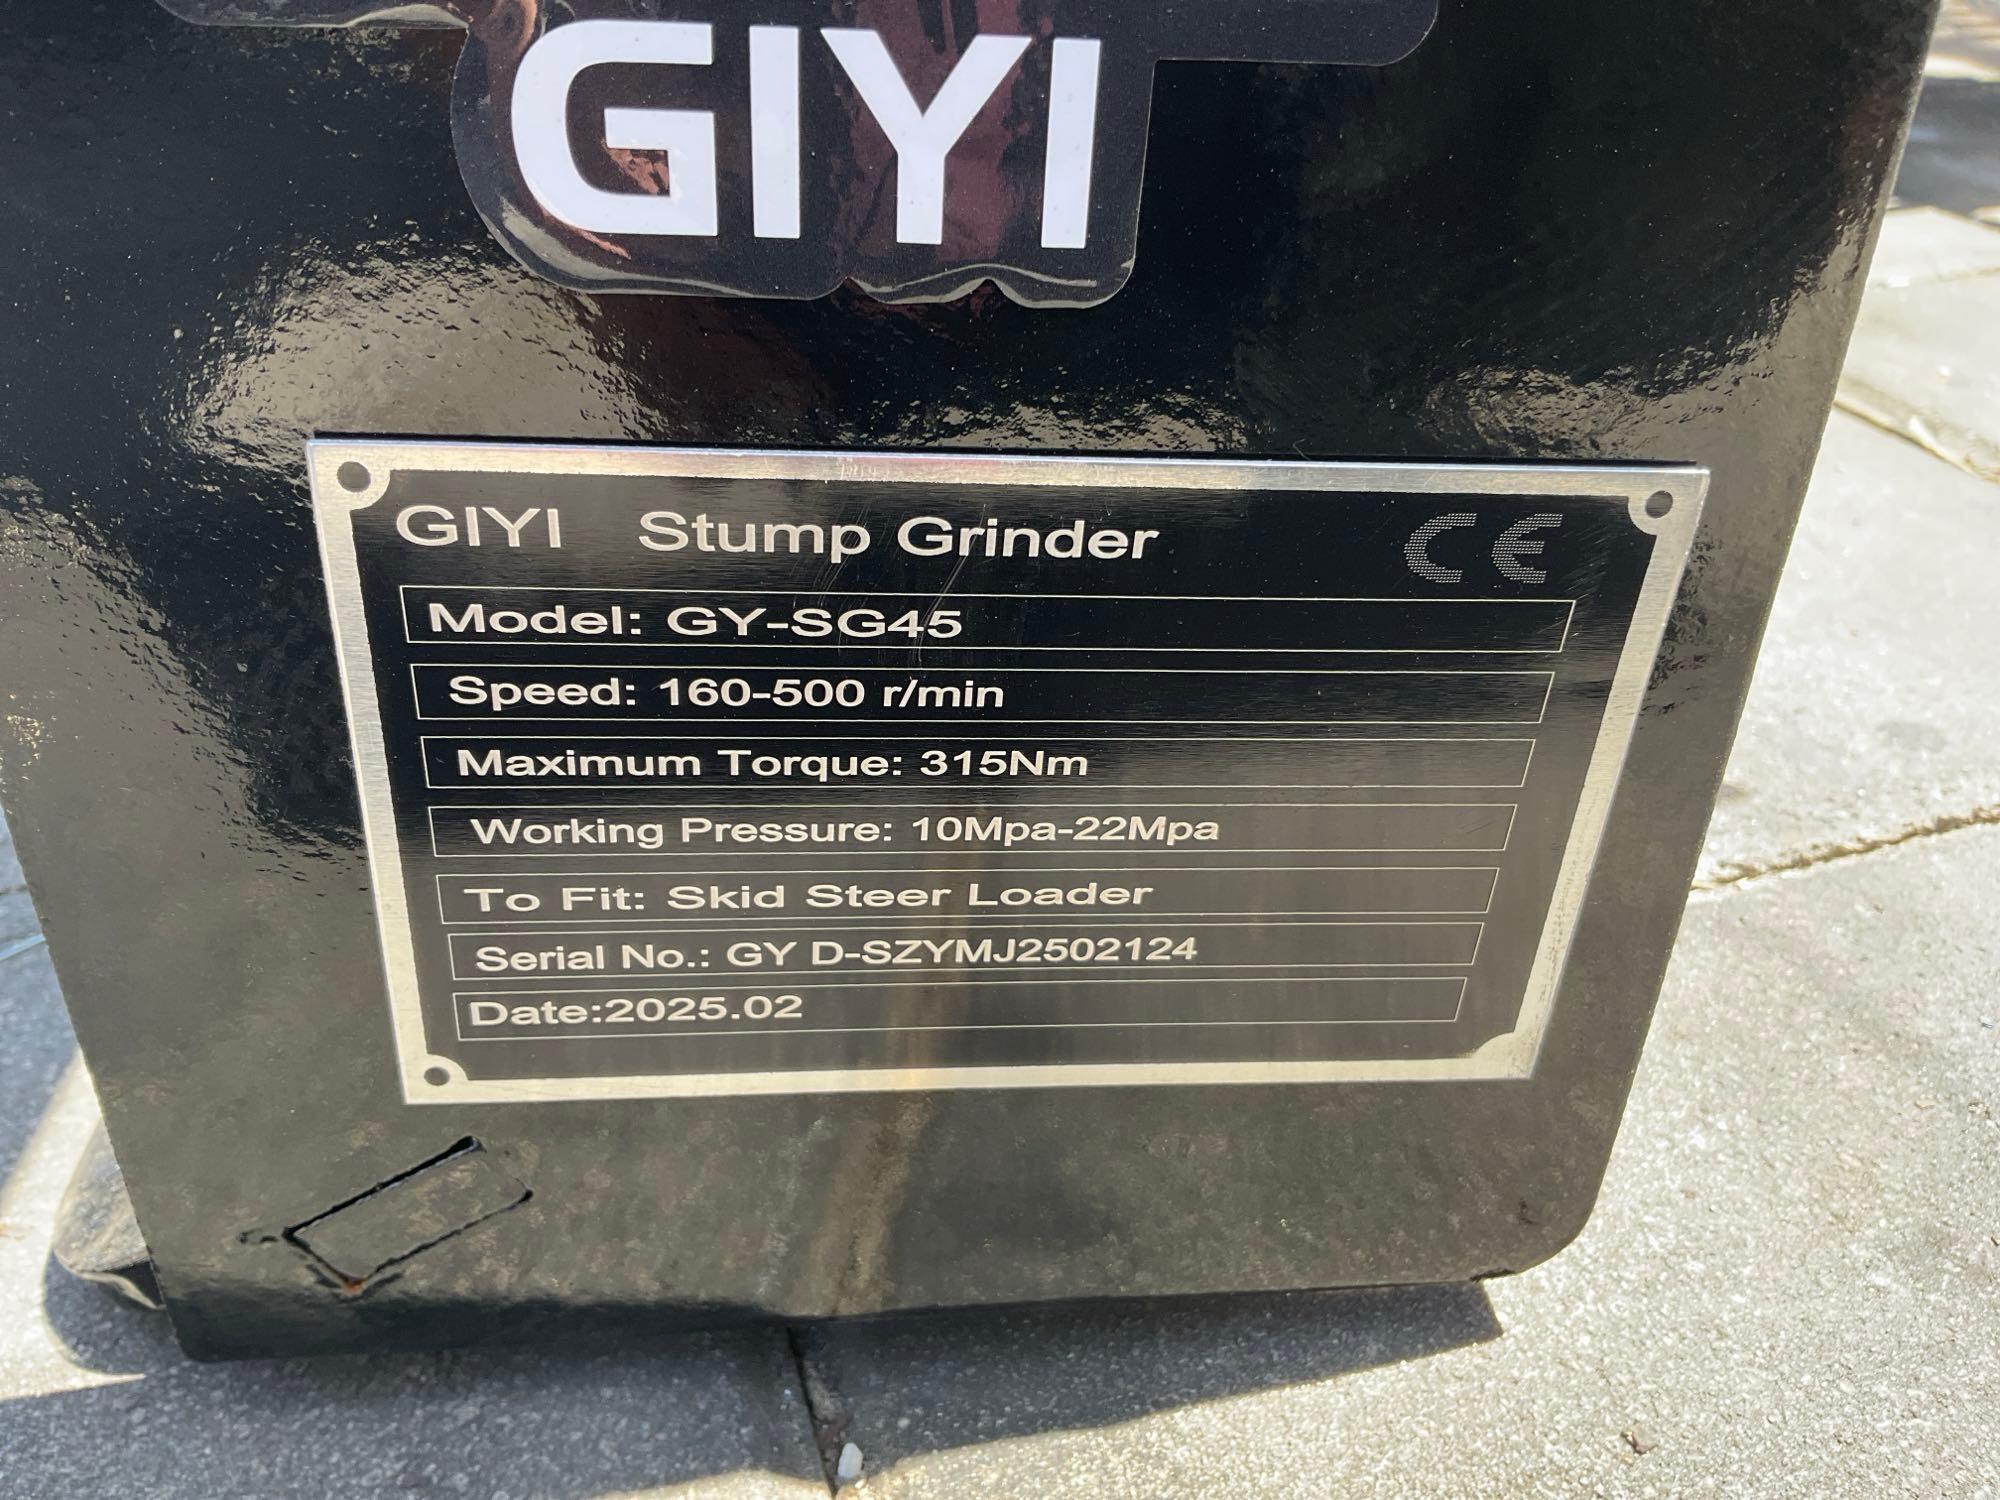 GIYI
GIYI Stump Grinder CE
Model: GY-SG45
Speed: 160-500 r/min
Maximum Torque: 315Nm
Working Pressure: 10Mpa-22Mpa
To Fit: Skid Steer Loader
Serial No.: GY D-SZYMJ2502124
Date:2025.02